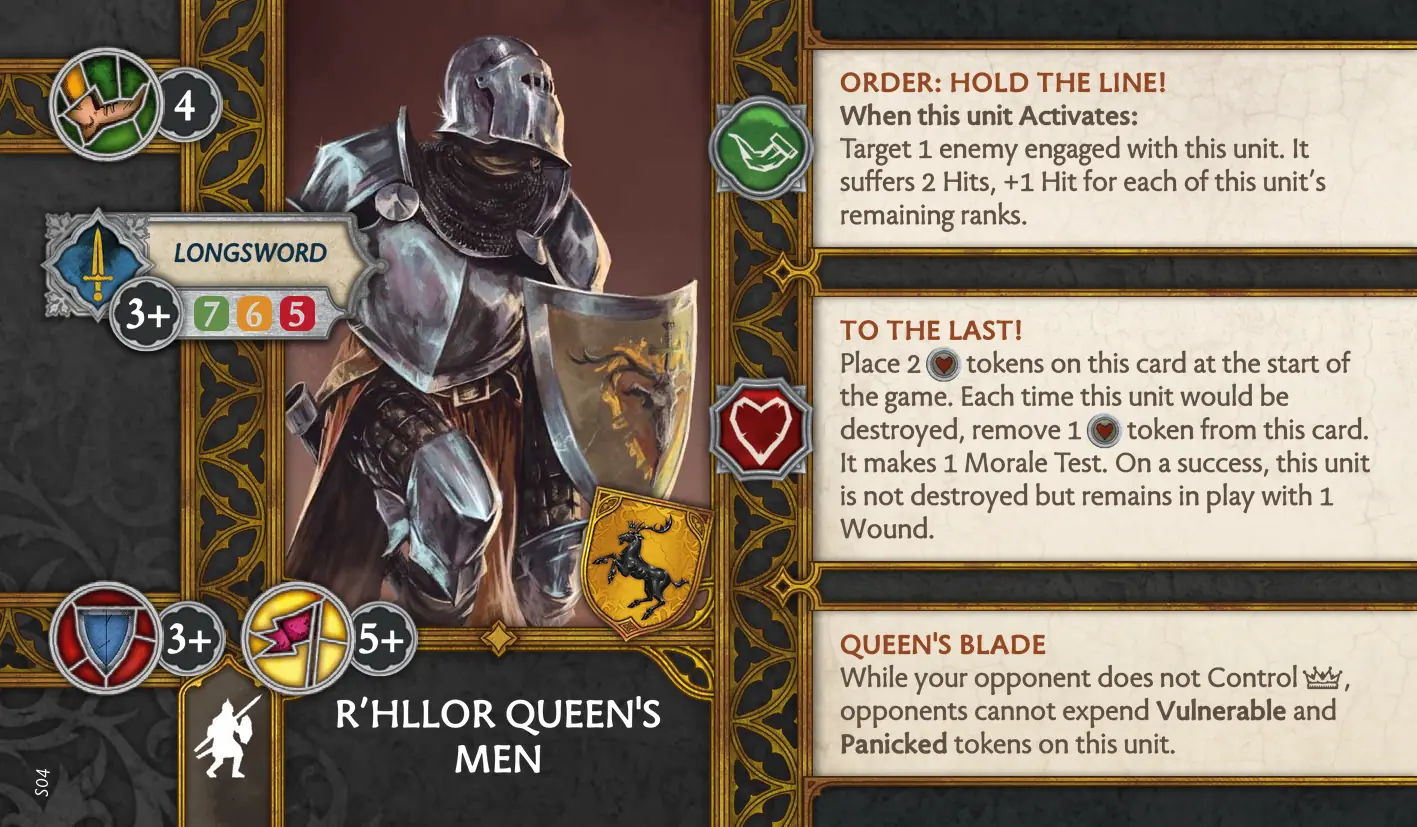 4
LONGSWORD
3+ 7 6 5
3+ 5+
R'HLLOR QUEEN'S
MEN
S04
ORDER: HOLD THE LINE!
When this unit Activates:
Target 1 enemy engaged with this unit. It
suffers 2 Hits, +1 Hit for each of this unit's
remaining ranks.
TO THE LAST!
Place 2 tokens on this card at the start of
the game. Each time this unit would be
destroyed, remove 1 token from this card.
It makes 1 Morale Test. On a success, this unit
is not destroyed but remains in play with 1
Wound.
QUEEN'S BLADE
While your opponent does not Control ,
opponents cannot expend Vulnerable and
Panicked tokens on this unit.